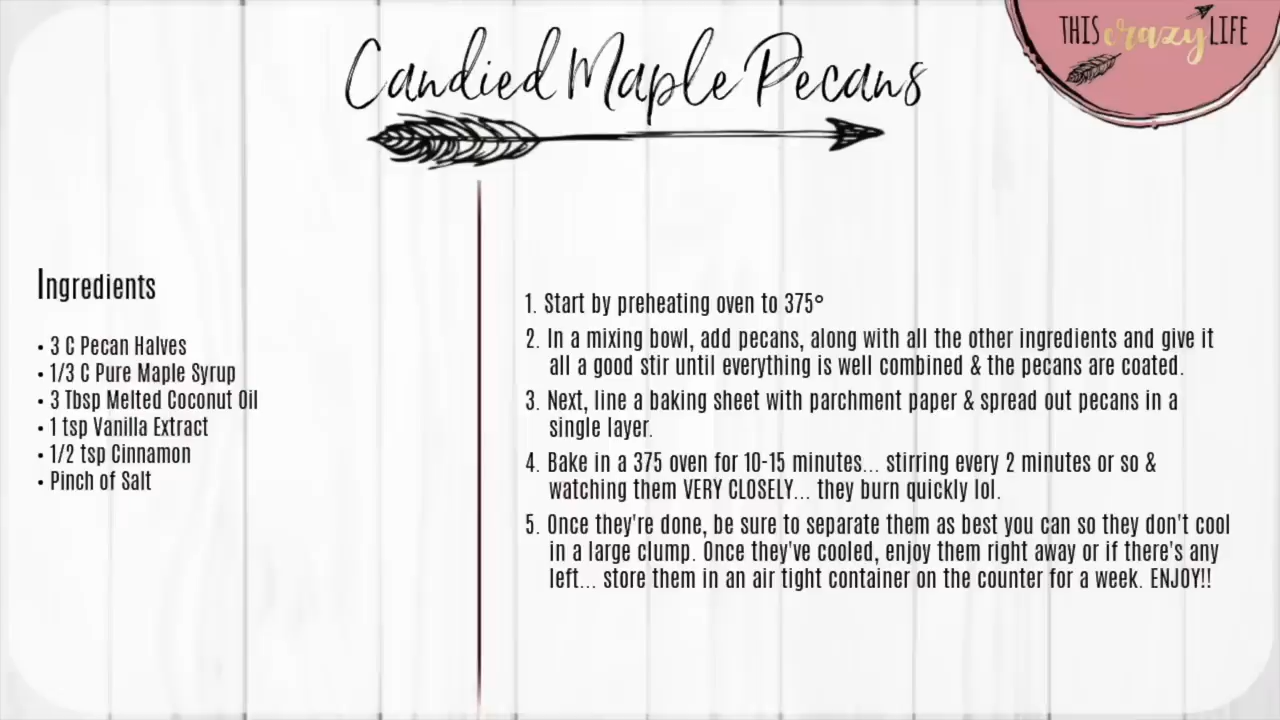 Candied Maple Pecans
THIS crazy LIFE
Ingredients
• 3 C Pecan Halves
• 1/3 C Pure Maple Syrup
• 3 Tbsp Melted Coconut Oil
• 1 tsp Vanilla Extract
• 1/2 tsp Cinnamon
• Pinch of Salt
1. Start by preheating oven to 375°
2. In a mixing bowl, add pecans, along with all the other ingredients and give it
all a good stir until everything is well combined & the pecans are coated.
3. Next, line a baking sheet with parchment paper & spread out pecans in a
single layer.
4. Bake in a 375 oven for 10-15 minutes... stirring every 2 minutes or so &
watching them VERY CLOSELY... they burn quickly lol.
5. Once they're done, be sure to separate them as best you can so they don't cool
in a large clump. Once they've cooled, enjoy them right away or if there's any
left... store them in an air tight container on the counter for a week. ENJOY!!